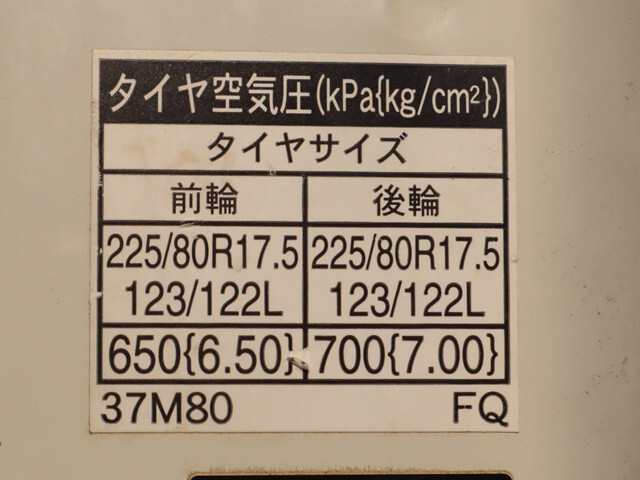 タイヤ空気圧(kPa{kg/cm²})
タイヤサイズ
前輪 後輪
225/80R17.5 225/80R17.5
123/122L 123/122L
650{6.50} 700{7.00}
37M80 FQ